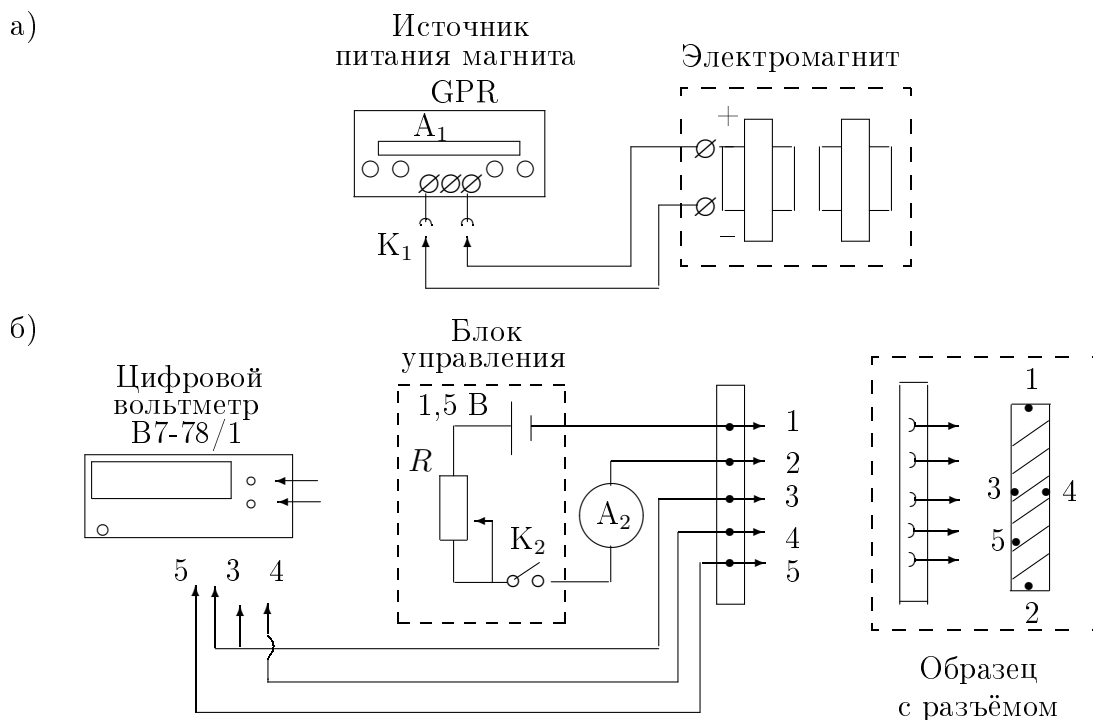 а)
Источник
питания магнита
GPR
A₁
K₁
Электромагнит
+
−
б)
Цифровой
вольтметр
В7-78/1
5 3 4
Блок
управления
1,5 В
R
K₂
A₂
1
2
3
4
5
1
3 4
5
2
Образец
с разъёмом